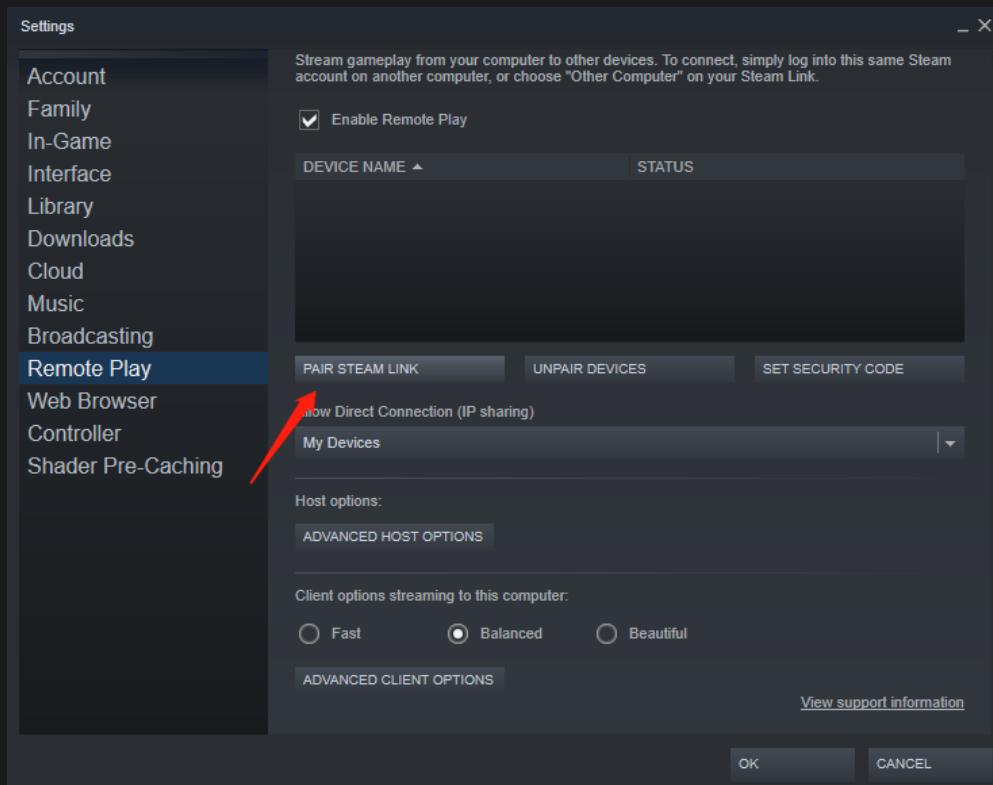 Settings
Account
Family
In-Game
Interface
Library
Downloads
Cloud
Music
Broadcasting
Remote Play
Web Browser
Controller
Shader Pre-Caching
Stream gameplay from your computer to other devices. To connect, simply log into this same Steam
account on another computer, or choose "Other Computer" on your Steam Link.
Enable Remote Play
DEVICE NAME STATUS
PAIR STEAM LINK UNPAIR DEVICES SET SECURITY CODE
Allow Direct Connection (IP sharing)
My Devices
Host options:
ADVANCED HOST OPTIONS
Client options streaming to this computer:
Fast Balanced Beautiful
ADVANCED CLIENT OPTIONS
View support information
OK CANCEL